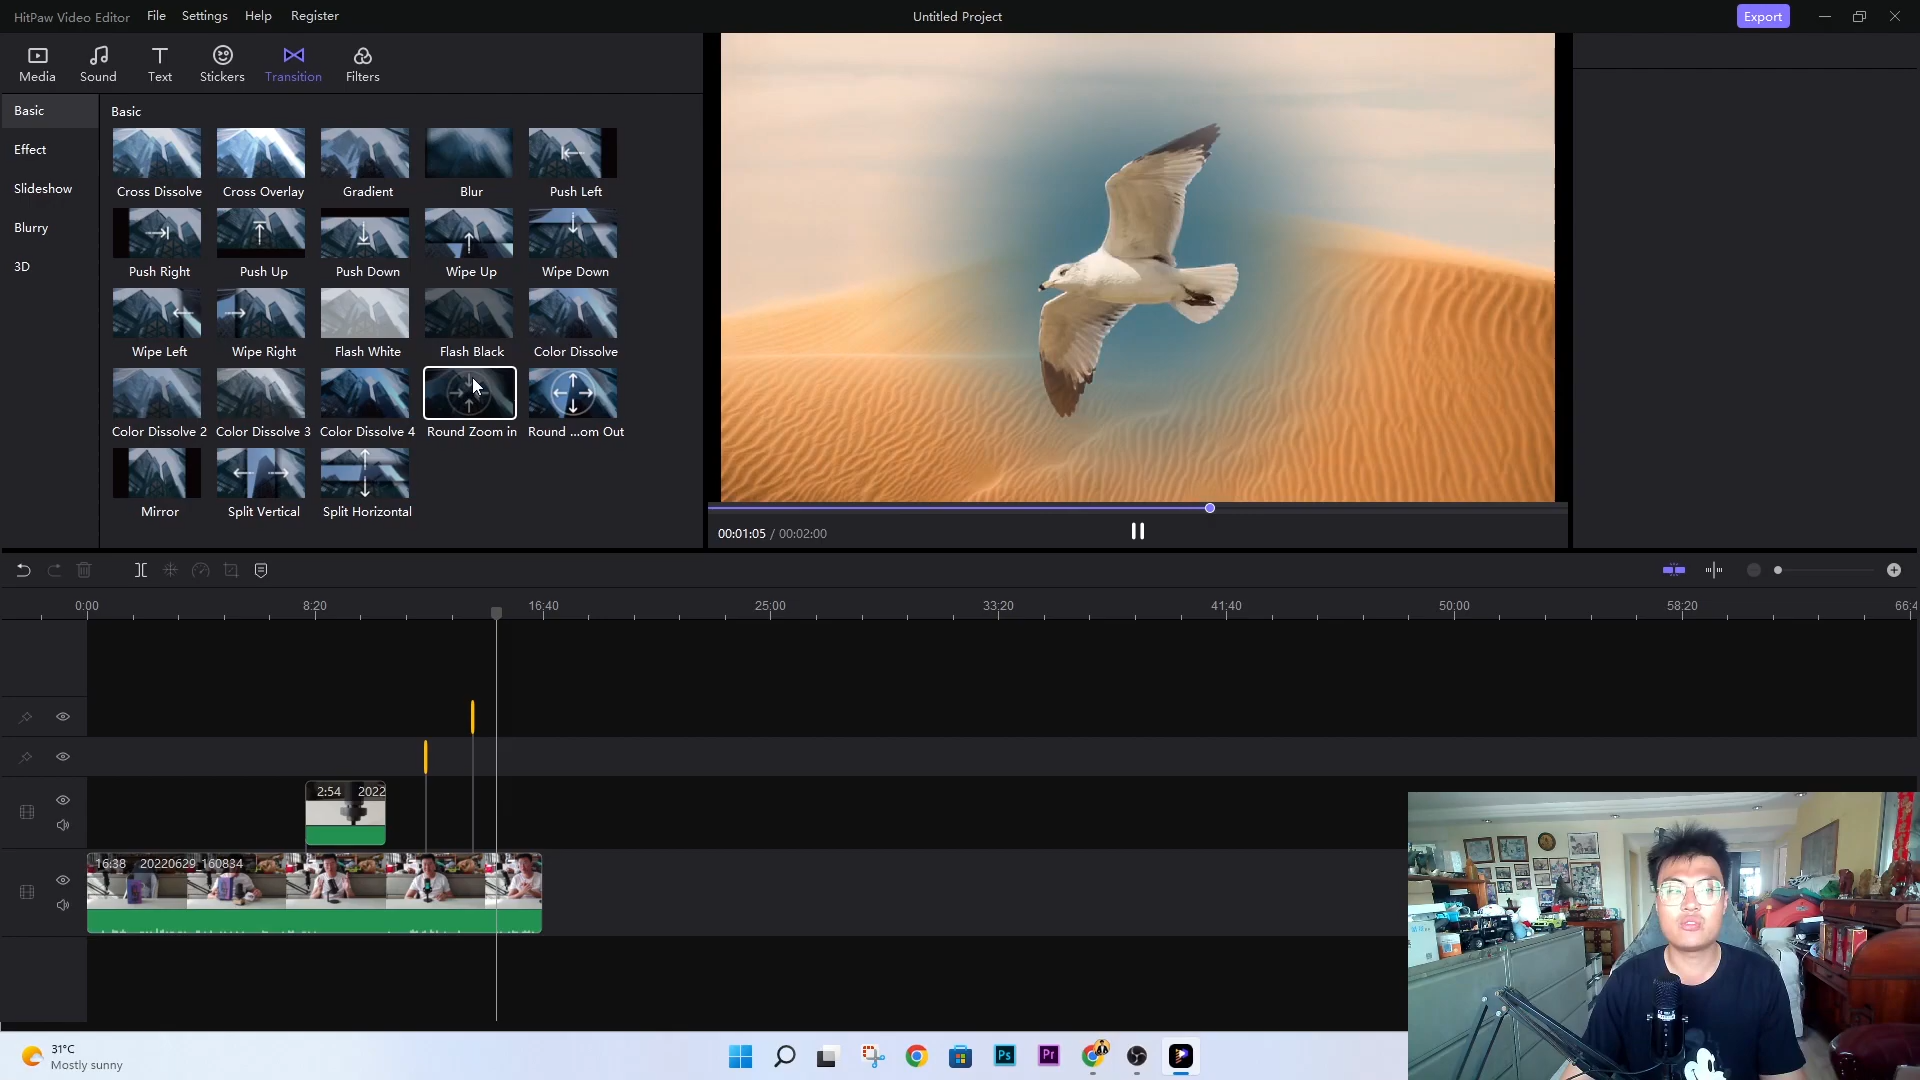 HitPaw Video Editor File Settings Help Register Untitled Project Export
Media Sound Text Stickers Transition Filters
Basic
Effect
Slideshow
Blurry
3D
Basic
Cross Dissolve Cross Overlay Gradient Blur Push Left
Push Right Push Up Push Down Wipe Up Wipe Down
Wipe Left Wipe Right Flash White Flash Black Color Dissolve
Color Dissolve 2 Color Dissolve 3 Color Dissolve 4 Round Zoom in Round ...om Out
Mirror Split Vertical Split Horizontal
00:01:05 / 00:02:00
0:00 8:20 16:40 25:00 33:20 41:40 50:00 58:20 66:4
2:54 2022
16:38 20220629_160834
31°C
Mostly sunny
Ps Pr